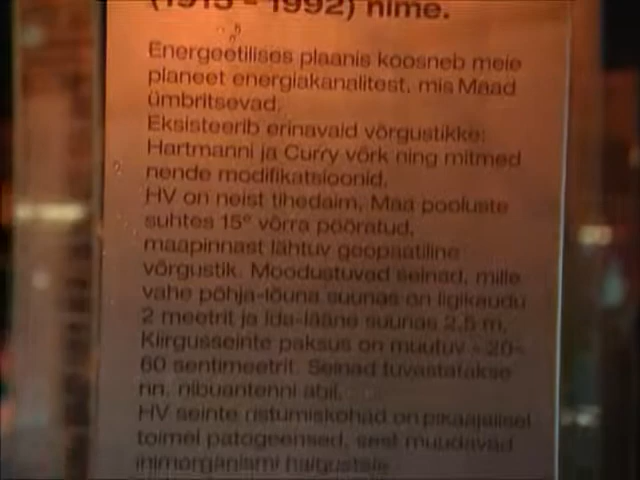 (1915 - 1992) nime.
Energeetilises plaanis koosneb meie
planeet energiakanalitest, mis Maad
ümbritsevad.
Eksisteerib erinavaid võrgustikke:
Hartmanni ja Curry võrk ning mitmed
nende modifikatsioonid.
HV on neist tihedaim, Maa pooluste
suhtes 15° võrra pööratud,
maapinnast lähtuv geopaatiline
võrgustik. Moodustuvad seinad, mille
vahe põhja-lõuna suunas on ligikaudu
2 meetrit ja ida-lääne suunas 2,5 m.
Kiirgusseinte paksus on muutuv - 20-
60 sentimeetrit. Seinad tuvastatakse
nn. nibuantenni abil.
HV seinte ristumiskohad on pikaajalisel
toimel patogeensed, sest muudavad
inimorganismi